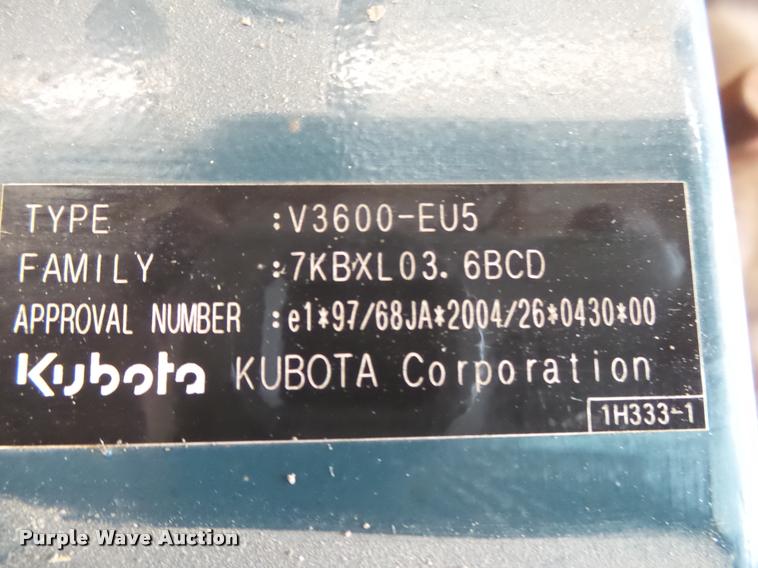 TYPE :V3600-EU5
FAMILY :7KBXL03.6BCD
APPROVAL NUMBER :e1*97/68JA*2004/26*0430*00
Kubota KUBOTA Corporation
1H333-1
Purple Wave Auction